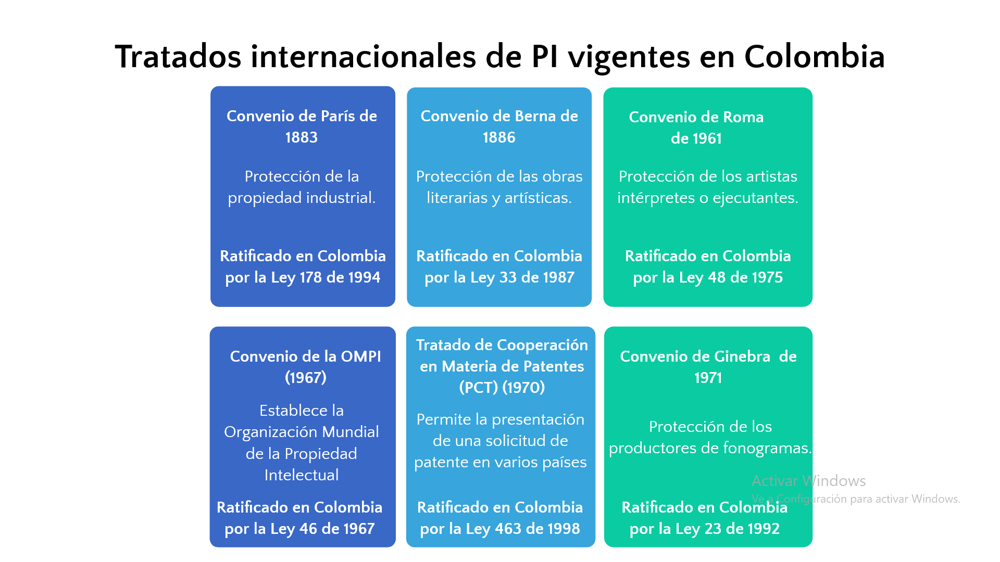 Tratados internacionales de PI vigentes en Colombia
Convenio de París de
1883
Protección de la
propiedad industrial.
Ratificado en Colombia
por la Ley 178 de 1994
Convenio de Berna de
1886
Protección de las obras
literarias y artísticas.
Ratificado en Colombia
por la Ley 33 de 1987
Convenio de Roma
de 1961
Protección de los artistas
intérpretes o ejecutantes.
Ratificado en Colombia
por la Ley 48 de 1975
Convenio de la OMPI
(1967)
Establece la
Organización Mundial
de la Propiedad
Intelectual
Ratificado en Colombia
por la Ley 46 de 1967
Tratado de Cooperación
en Materia de Patentes
(PCT) (1970)
Permite la presentación
de una solicitud de
patente en varios países
Ratificado en Colombia
por la Ley 463 de 1998
Convenio de Ginebra  de
1971
Protección de los
productores de fonogramas.
Ratificado en Colombia
por la Ley 23 de 1992
Activar Windows
Ve a Configuración para activar Windows.